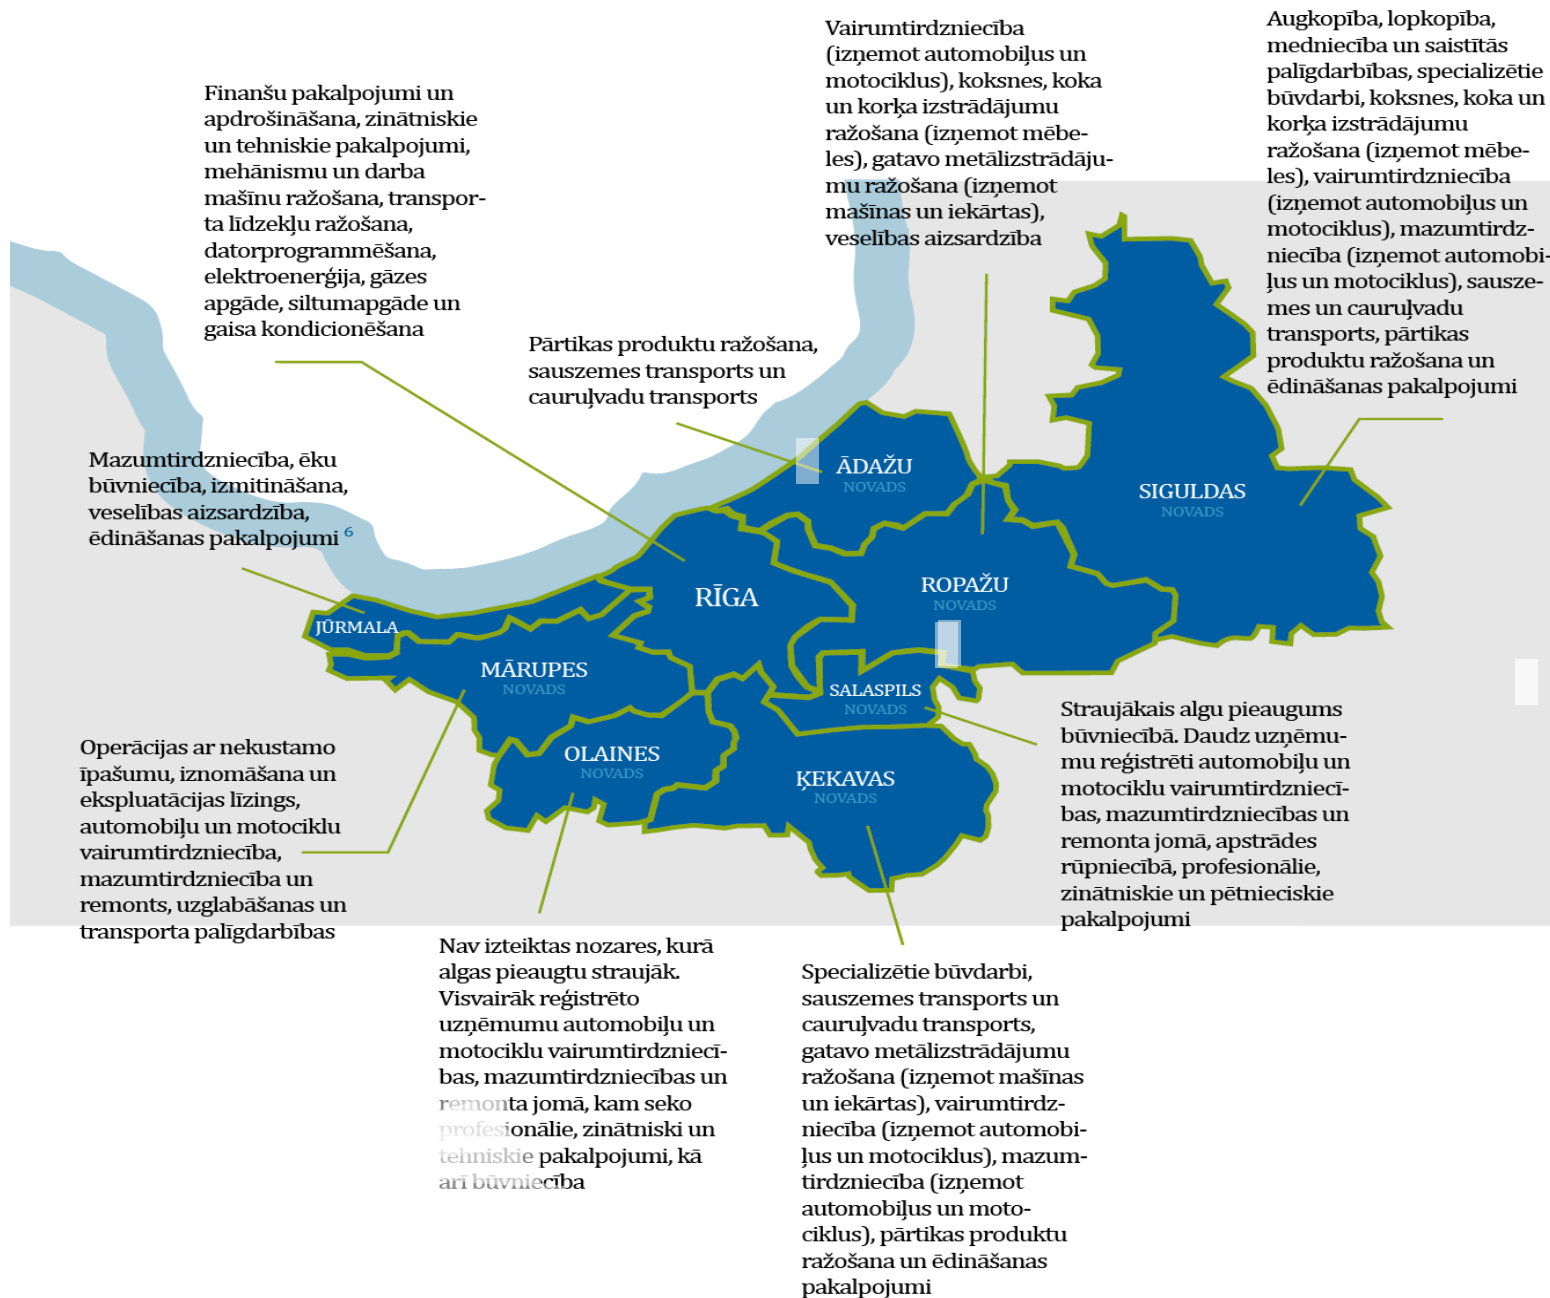 Finanšu pakalpojumi un
apdrošināšana, zinātniskie
un tehniskie pakalpojumi,
mehānismu un darba
mašīnu ražošana, transpor-
ta līdzekļu ražošana,
datorprogrammēšana,
elektroenerģija, gāzes
apgāde, siltumapgāde un
gaisa kondicionēšana
Vairumtirdzniecība
(izņemot automobiļus un
motociklus), koksnes, koka
un korķa izstrādājumu
ražošana (izņemot mēbe-
les), gatavo metālizstrādāju-
mu ražošana (izņemot
mašīnas un iekārtas),
veselības aizsardzība
Augkopība, lopkopība,
medniecība un saistītās
palīgdarbības, specializētie
būvdarbi, koksnes, koka un
korķa izstrādājumu
ražošana (izņemot mēbe-
les), vairumtirdzniecība
(izņemot automobiļus un
motociklus), mazumtirdz-
niecība (izņemot automobi-
ļus un motociklus), sausze-
mes un cauruļvadu
transports, pārtikas
produktu ražošana un
ēdināšanas pakalpojumi
Pārtikas produktu ražošana,
sauszemes transports un
cauruļvadu transports
Mazumtirdzniecība, ēku
būvniecība, izmitināšana,
veselības aizsardzība,
ēdināšanas pakalpojumi 6
ĀDAŽU
NOVADS
SIGULDAS
NOVADS
RĪGA
ROPAŽU
NOVADS
JŪRMALA
MĀRUPES
NOVADS
SALASPILS
NOVADS
OLAINES
NOVADS
ĶEKAVAS
NOVADS
Operācijas ar nekustamo
īpašumu, iznomāšana un
ekspluatācijas līzings,
automobiļu un motociklu
vairumtirdzniecība,
mazumtirdzniecība un
remonts, uzglabāšanas un
transporta palīgdarbības
Straujākais algu pieaugums
būvniecībā. Daudz uzņēmu-
mu reģistrēti automobiļu un
motociklu vairumtirdzniecī-
bas, mazumtirdzniecības un
remonta jomā, apstrādes
rūpniecībā, profesionālie,
zinātniskie un pētnieciskie
pakalpojumi
Nav izteiktas nozares, kurā
algas pieaugtu straujāk.
Visvairāk reģistrēto
uzņēmumu automobiļu un
motociklu vairumtirdzniecī-
bas, mazumtirdzniecības un
remonta jomā, kam seko
profesionālie, zinātniski un
tehniskie pakalpojumi, kā
arī būvniecība
Specializētie būvdarbi,
sauszemes transports un
cauruļvadu transports,
gatavo metālizstrādājumu
ražošana (izņemot mašīnas
un iekārtas), vairumtirdz-
niecība (izņemot automobi-
ļus un motociklus), mazum-
tirdzniecība (izņemot
automobiļus un moto-
ciklus), pārtikas produktu
ražošana un ēdināšanas
pakalpojumi